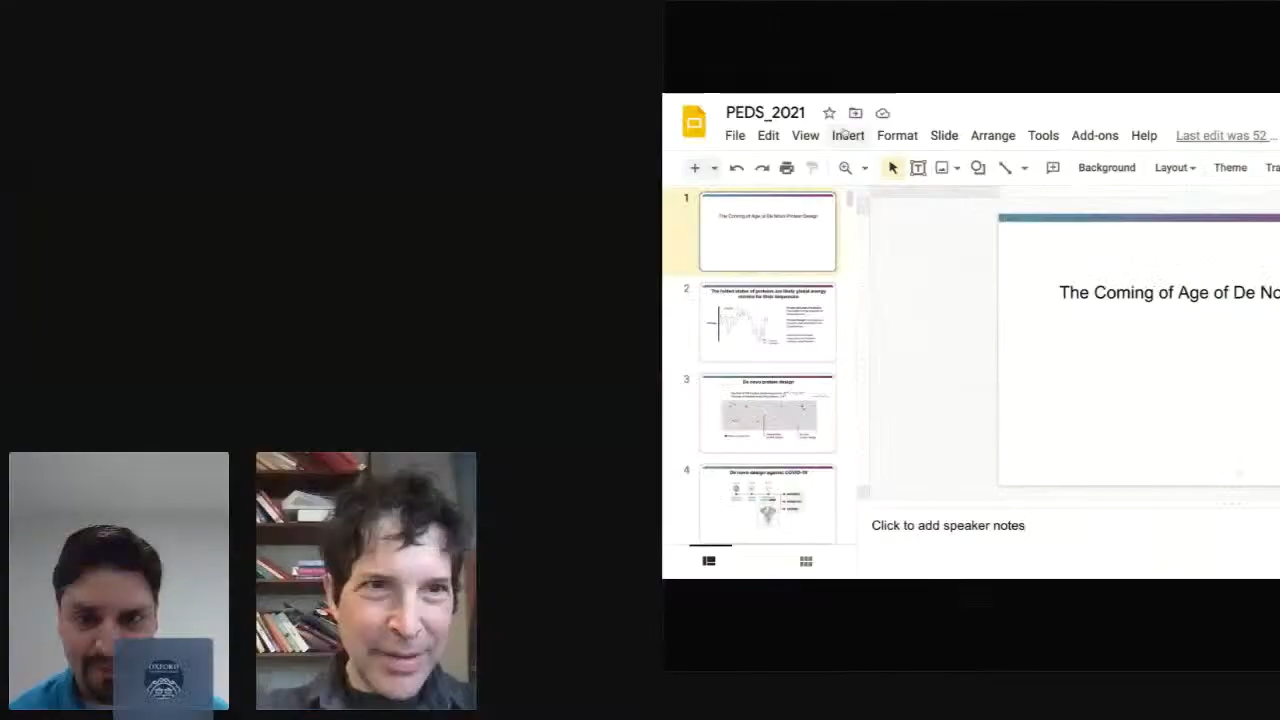 PEDS_2021
File Edit View Insert Format Slide Arrange Tools Add-ons Help Last edit was 52 ...
Background Layout Theme Tra
1
The Coming of Age of De Novo Protein Design
2
The folded states of proteins are likely global energy
minima for their sequences
3
De novo protein design
4
De novo design against COVID-19
The Coming of Age of De No
Click to add speaker notes
OXFORD